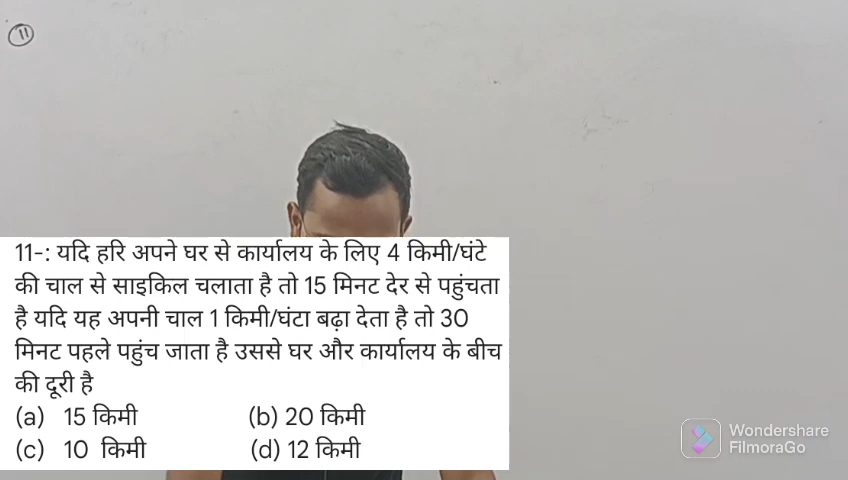 11
11-: यदि हरि अपने घर से कार्यालय के लिए 4 किमी/घंटे
की चाल से साइकिल चलाता है तो 15 मिनट देर से पहुंचता
है यदि यह अपनी चाल 1 किमी/घंटा बढ़ा देता है तो 30
मिनट पहले पहुंच जाता है उससे घर और कार्यालय के बीच
की दूरी है
(a) 15 किमी (b) 20 किमी
(c) 10 किमी (d) 12 किमी
Wondershare
FilmoraGo